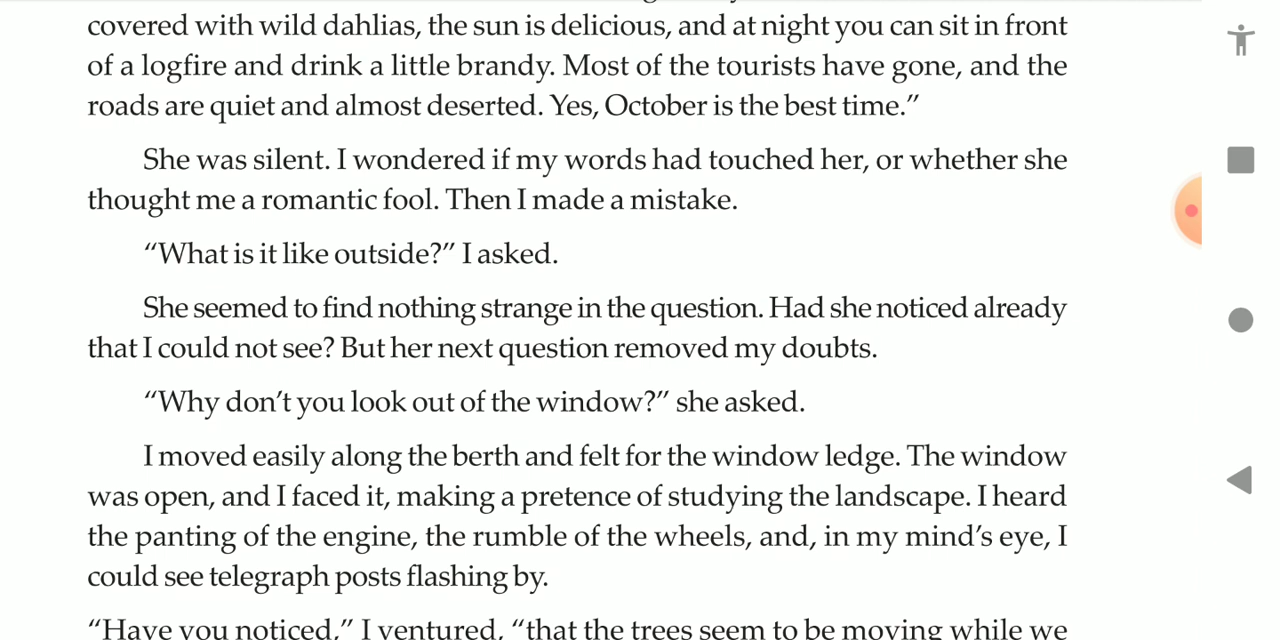 covered with wild dahlias, the sun is delicious, and at night you can sit in front
of a logfire and drink a little brandy. Most of the tourists have gone, and the
roads are quiet and almost deserted. Yes, October is the best time.”
She was silent. I wondered if my words had touched her, or whether she
thought me a romantic fool. Then I made a mistake.
“What is it like outside?” I asked.
She seemed to find nothing strange in the question. Had she noticed already
that I could not see? But her next question removed my doubts.
“Why don’t you look out of the window?” she asked.
I moved easily along the berth and felt for the window ledge. The window
was open, and I faced it, making a pretence of studying the landscape. I heard
the panting of the engine, the rumble of the wheels, and, in my mind’s eye, I
could see telegraph posts flashing by.
“Have you noticed,” I ventured, “that the trees seem to be moving while we